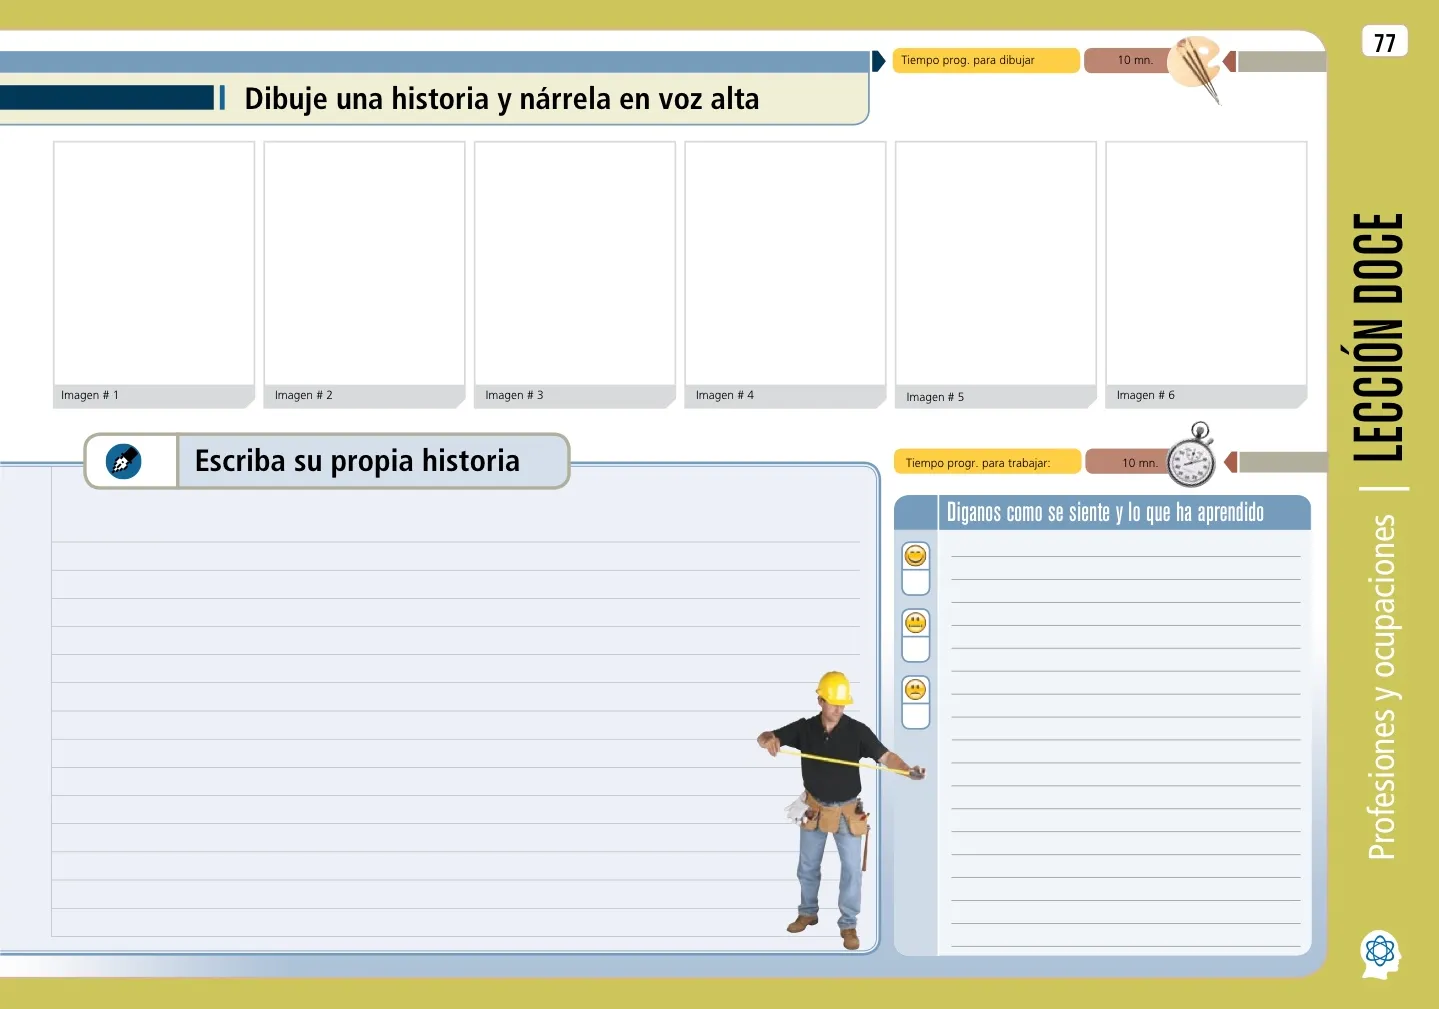 77
Tiempo prog. para dibujar
10 mn.
Dibuje una historia y nárrela en voz alta
Imagen # 1
Imagen # 2
Imagen # 3
Imagen # 4
Imagen # 5
Imagen # 6
Escriba su propia historia
Tiempo progr. para trabajar:
10 mn.
Diganos como se siente y lo que ha aprendido
LECCIÓN DOCE
Profesiones y ocupaciones